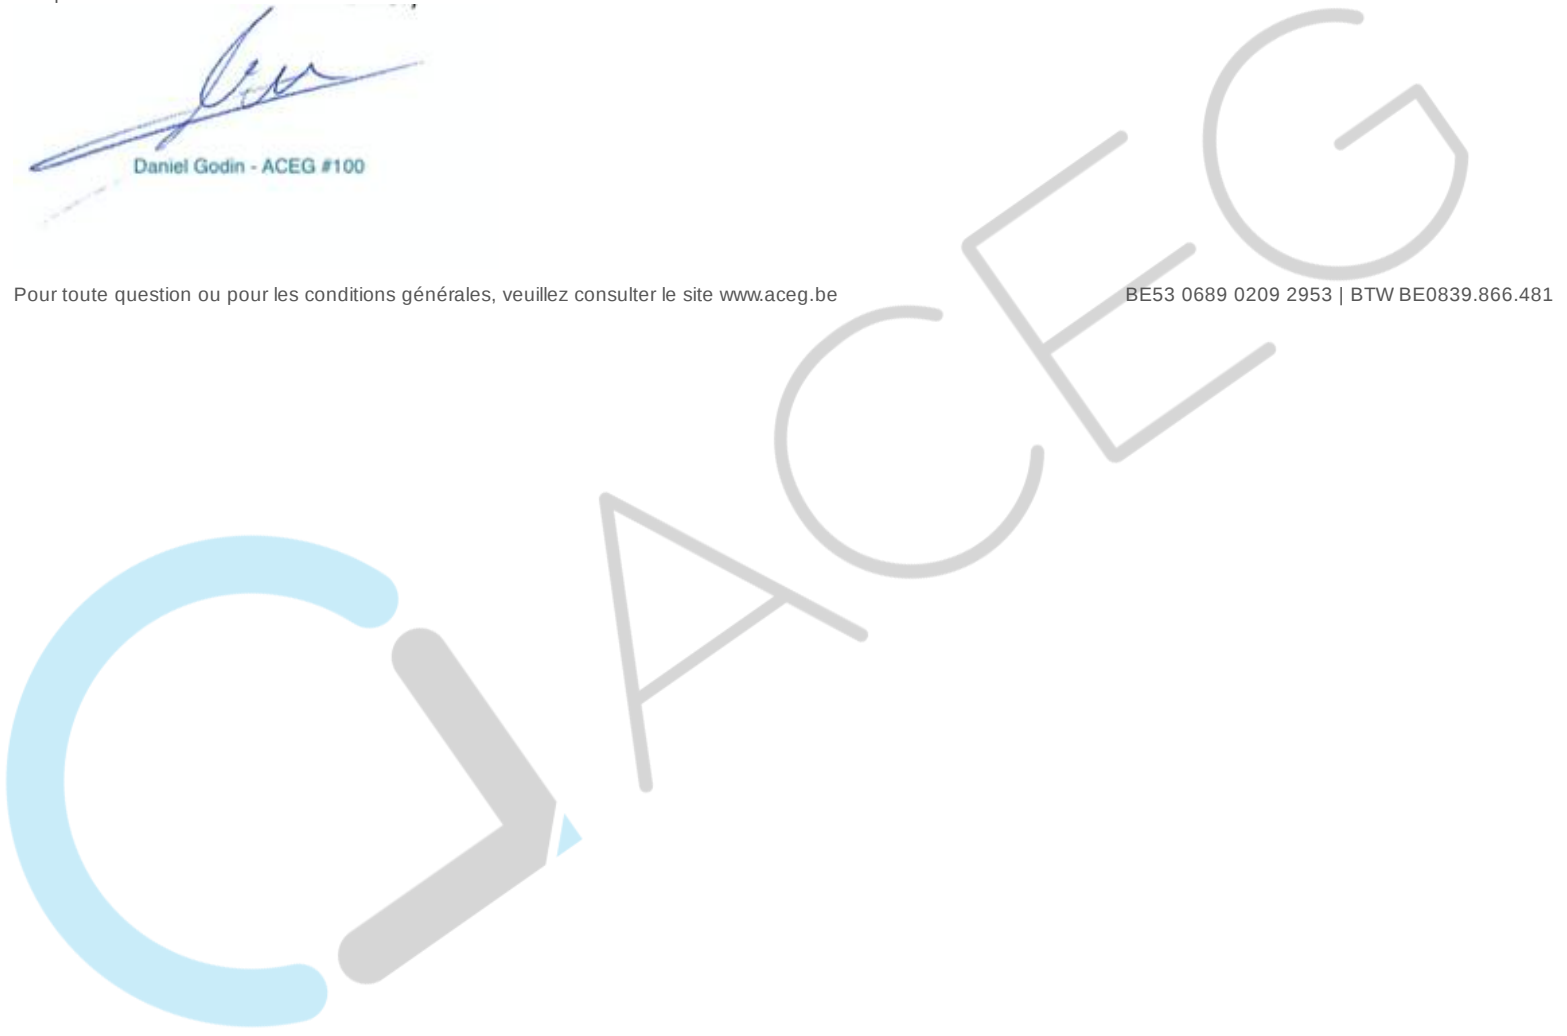 Daniel Godin - ACEG #100
Pour toute question ou pour les conditions générales, veuillez consulter le site www.aceg.be
BE53 0689 0209 2953 | BTW BE0839.866.481
ACEG